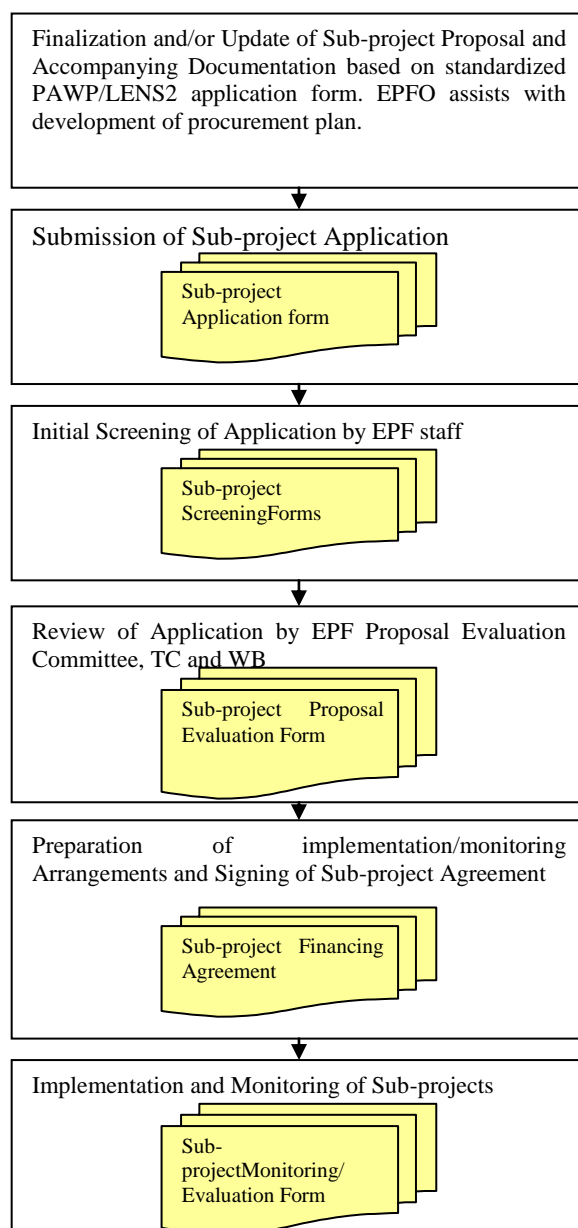 Finalization and/or Update of Sub-project Proposal and
Accompanying Documentation based on standardized
PAWP/LENS2 application form. EPFO assists with
development of procurement plan.
Submission of Sub-project Application
Sub-project
Application form
Initial Screening of Application by EPF staff
Sub-project
ScreeningForms
Review of Application by EPF Proposal Evaluation
Committee, TC and WB
Sub-project Proposal
Evaluation Form
Preparation of implementation/monitoring
Arrangements and Signing of Sub-project Agreement
Sub-project Financing
Agreement
Implementation and Monitoring of Sub-projects
Sub-
projectMonitoring/
Evaluation Form